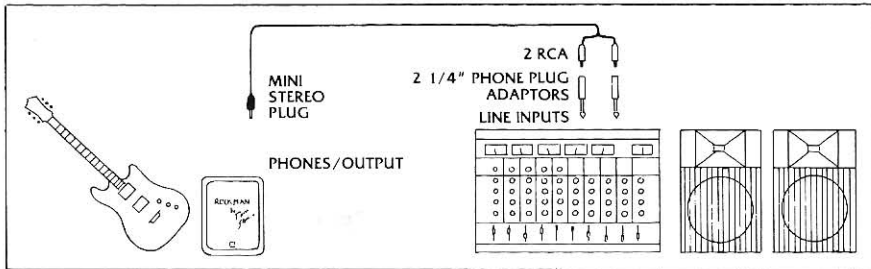 2 RCA
MINI
STEREO
PLUG
2 1/4" PHONE PLUG
ADAPTORS
LINE INPUTS
PHONES/OUTPUT
ROCKMAN